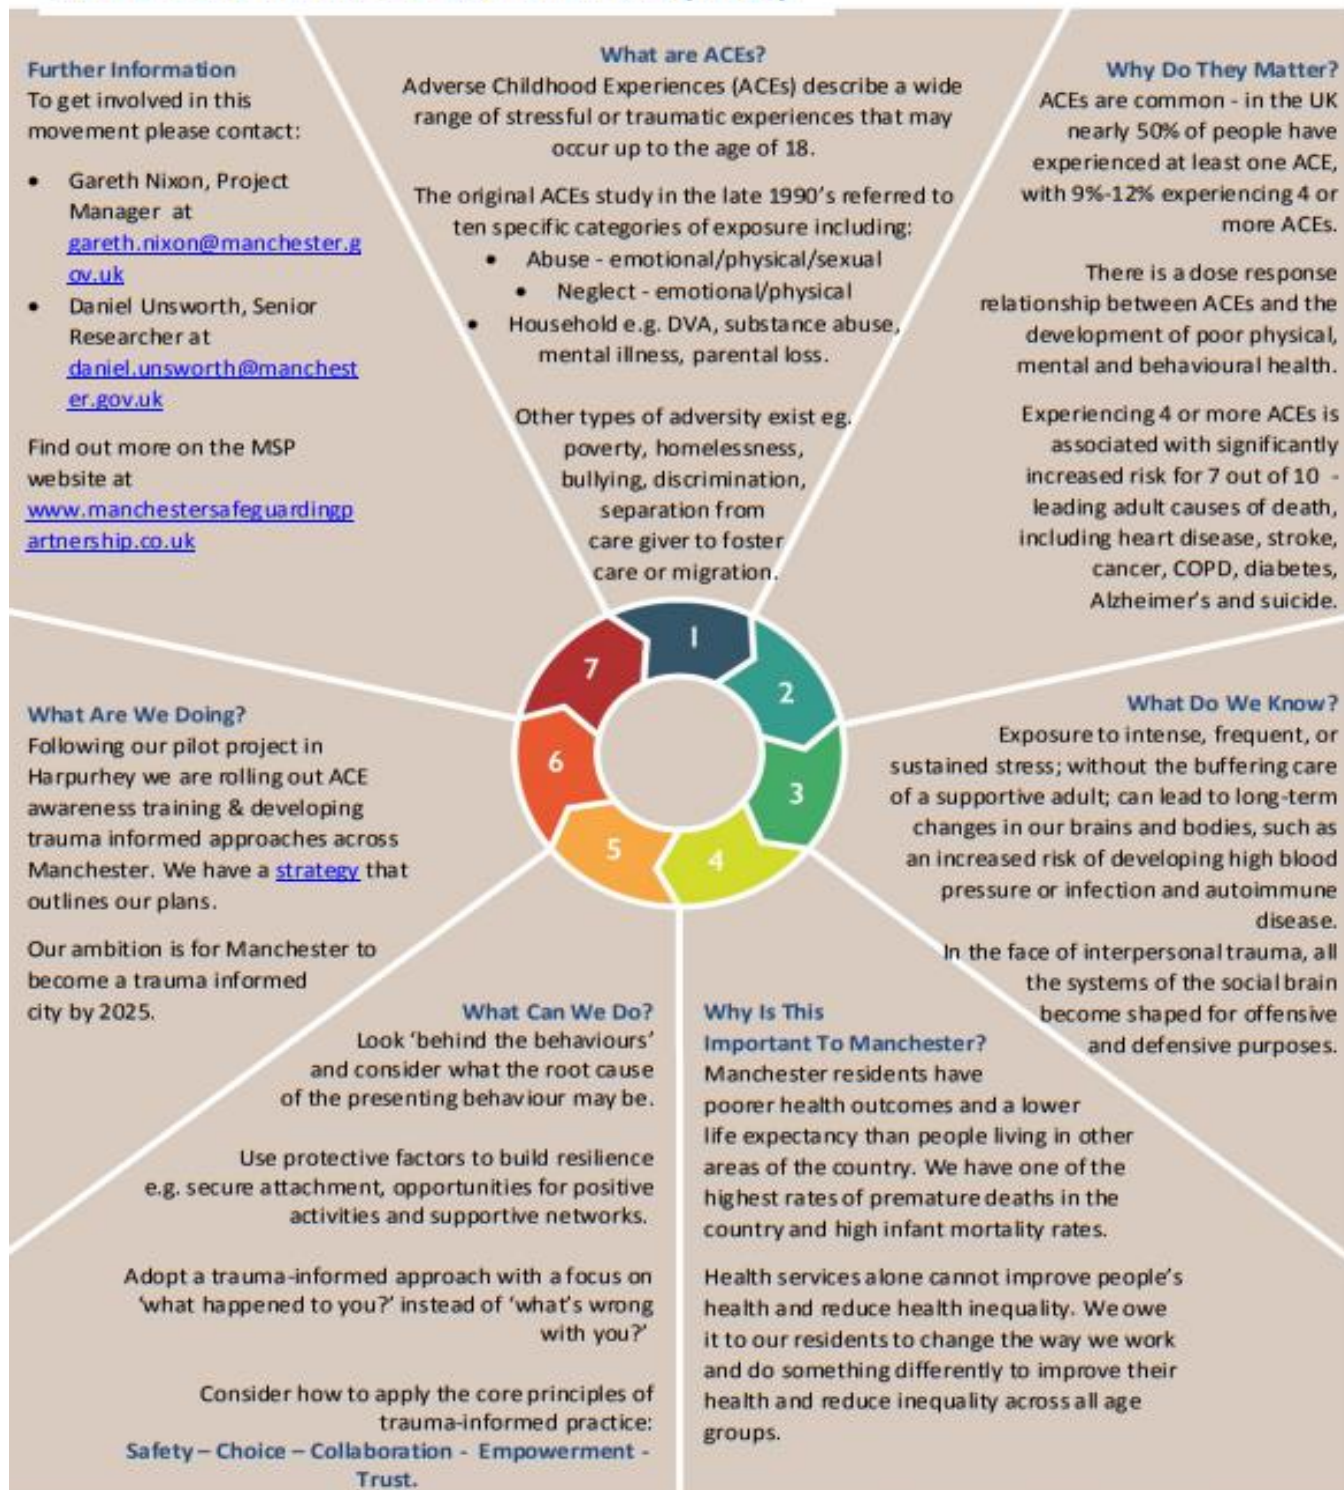 What are ACEs?
Adverse Childhood Experiences (ACEs) describe a wide
range of stressful or traumatic experiences that may
occur up to the age of 18.
The original ACEs study in the late 1990's referred to
ten specific categories of exposure including:
• Abuse - emotional/physical/sexual
• Neglect - emotional/physical
• Household e.g. DVA, substance abuse,
mental illness, parental loss.
Other types of adversity exist eg.
poverty, homelessness,
bullying, discrimination,
separation from
care giver to foster
care or migration.
Why Do They Matter?
ACEs are common - in the UK
nearly 50% of people have
experienced at least one ACE,
with 9%-12% experiencing 4 or
more ACEs.
There is a dose response
relationship between ACEs and the
development of poor physical,
mental and behavioural health.
Experiencing 4 or more ACEs is
associated with significantly
increased risk for 7 out of 10 -
leading adult causes of death,
including heart disease, stroke,
cancer, COPD, diabetes,
Alzheimer's and suicide.
What Do We Know?
Exposure to intense, frequent, or
sustained stress; without the buffering care
of a supportive adult; can lead to long-term
changes in our brains and bodies, such as
an increased risk of developing high blood
pressure or infection and autoimmune
disease.
In the face of interpersonal trauma, all
the systems of the social brain
become shaped for offensive
and defensive purposes.
Why Is This
Important To Manchester?
Manchester residents have
poorer health outcomes and a lower
life expectancy than people living in other
areas of the country. We have one of the
highest rates of premature deaths in the
country and high infant mortality rates.
Health services alone cannot improve people's
health and reduce health inequality. We owe
it to our residents to change the way we work
and do something differently to improve their
health and reduce inequality across all age
groups.
What Can We Do?
Look 'behind the behaviours'
and consider what the root cause
of the presenting behaviour may be.
Use protective factors to build resilience
e.g. secure attachment, opportunities for positive
activities and supportive networks.
Adopt a trauma-informed approach with a focus on
'what happened to you?' instead of 'what's wrong
with you?'
Consider how to apply the core principles of
trauma-informed practice:
Safety – Choice – Collaboration - Empowerment -
Trust.
What Are We Doing?
Following our pilot project in
Harpurhey we are rolling out ACE
awareness training & developing
trauma informed approaches across
Manchester. We have a strategy that
outlines our plans.
Our ambition is for Manchester to
become a trauma informed
city by 2025.
Further Information
To get involved in this
movement please contact:
• Gareth Nixon, Project
Manager at
gareth.nixon@manchester.g
ov.uk
• Daniel Unsworth, Senior
Researcher at
daniel.unsworth@manchest
er.gov.uk
Find out more on the MSP
website at
www.manchestersafeguardingp
artnership.co.uk
1
2
3
4
5
6
7